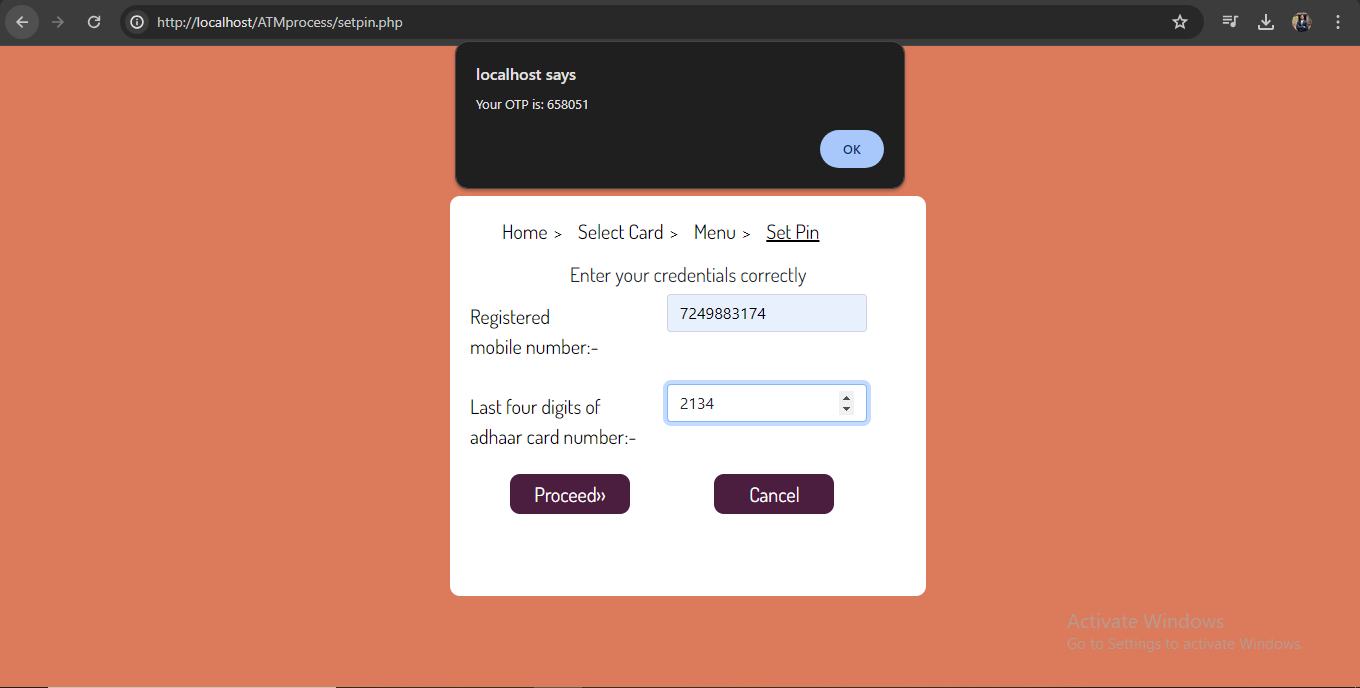 http://localhost/ATMprocess/setpin.php
localhost says
Your OTP is: 658051
OK
Home > Select Card > Menu > Set Pin
Enter your credentials correctly
Registered
mobile number:-
7249883174
Last four digits of
adhaar card number:-
2134
Proceed»
Cancel
Activate Windows
Go to Settings to activate Windows.